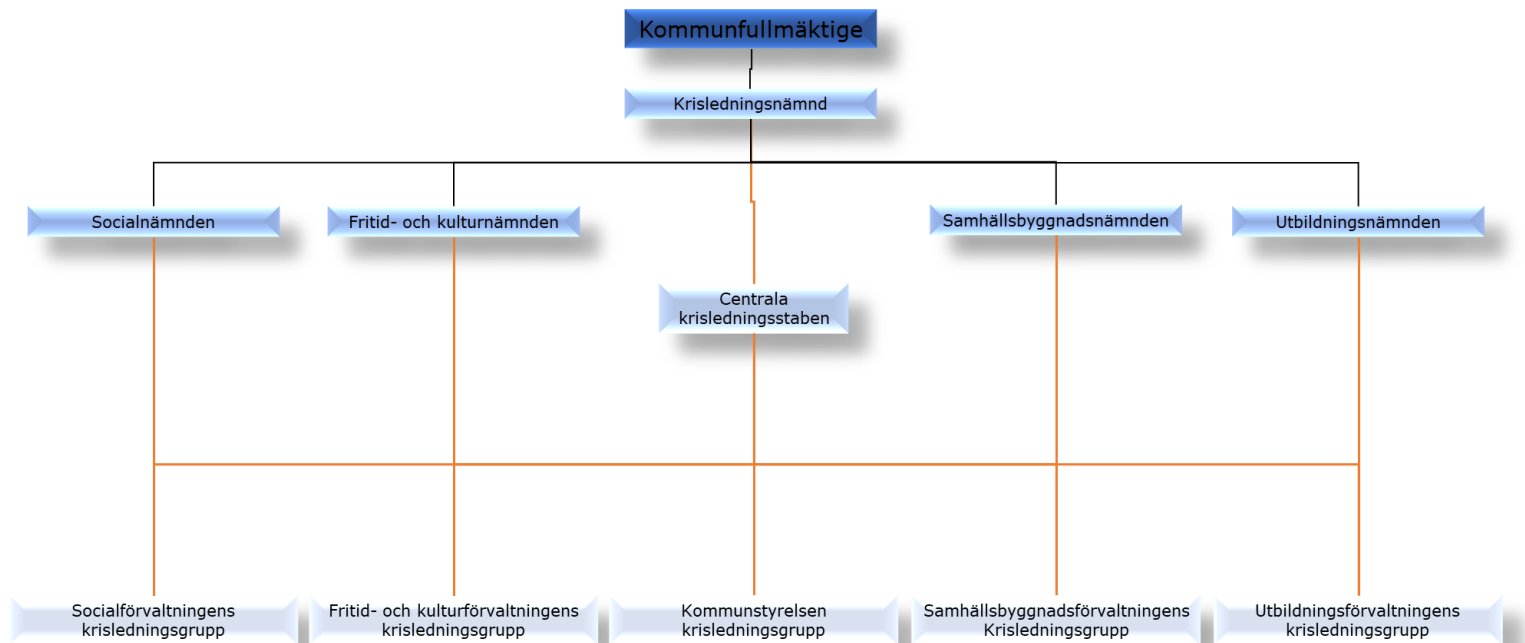 Kommunfullmäktige
Krisledningsnämnd
Socialnämnden
Fritid- och kulturnämnden
Samhällsbyggnadsnämnden
Utbildningsnämnden
Centrala
krisledningsstaben
Socialförvaltningens
krisledningsgrupp
Fritid- och kulturförvaltningens
krisledningsgrupp
Kommunstyrelsen
krisledningsgrupp
Samhällsbyggnadsförvaltningens
Krisledningsgrupp
Utbildningsförvaltningens
krisledningsgrupp